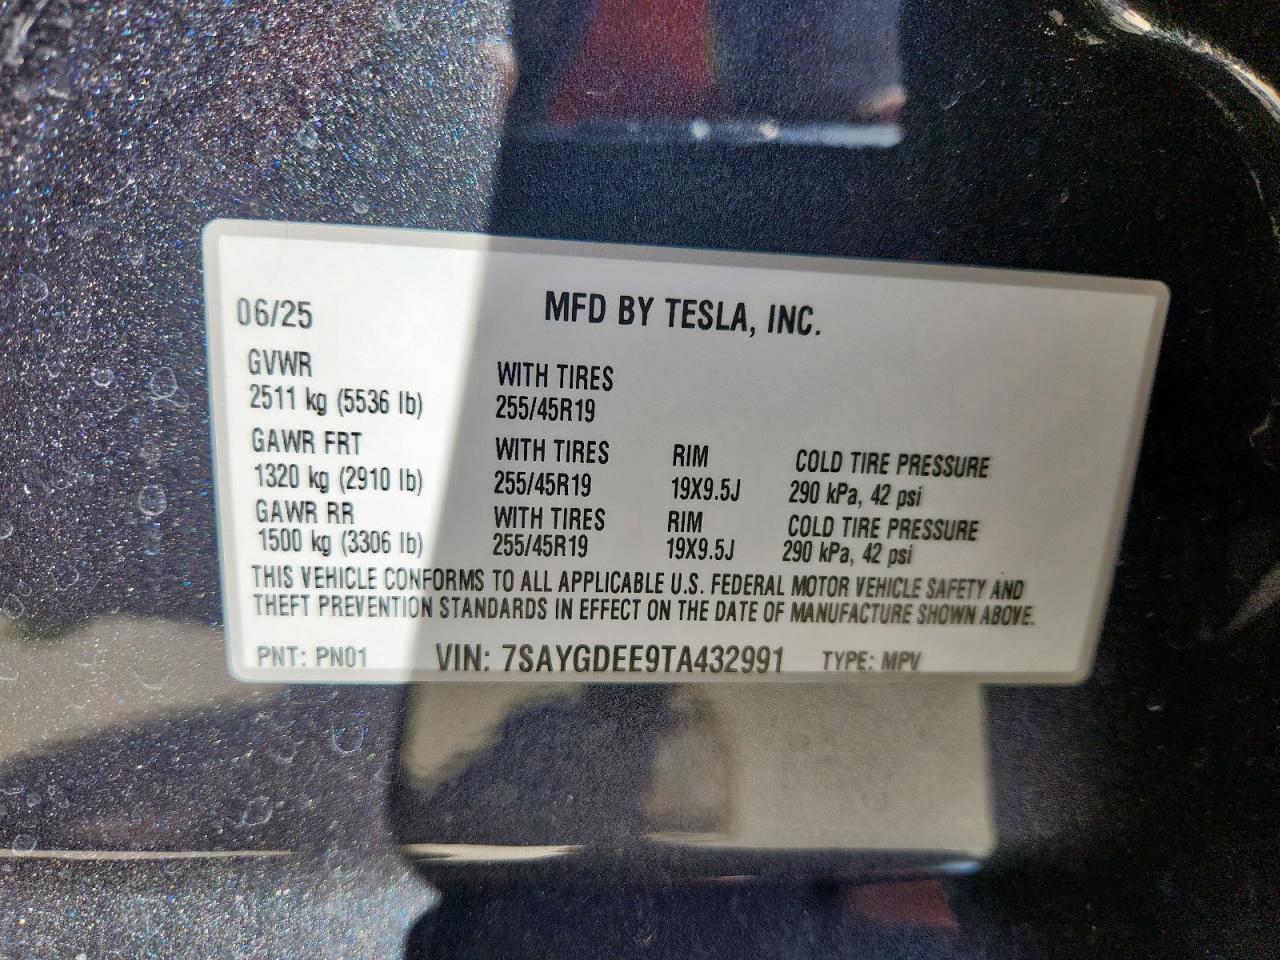 06/25 MFD BY TESLA, INC.
GVWR WITH TIRES
2511 kg (5536 lb) 255/45R19
GAWR FRT WITH TIRES RIM COLD TIRE PRESSURE
1320 kg (2910 lb) 255/45R19 19X9.5J 290 kPa, 42 psi
GAWR RR WITH TIRES RIM COLD TIRE PRESSURE
1500 kg (3306 lb) 255/45R19 19X9.5J 290 kPa, 42 psi
THIS VEHICLE CONFORMS TO ALL APPLICABLE U.S. FEDERAL MOTOR VEHICLE SAFETY AND
THEFT PREVENTION STANDARDS IN EFFECT ON THE DATE OF MANUFACTURE SHOWN ABOVE.
PNT: PN01 VIN: 7SAYGDEE9TA432991 TYPE: MPV